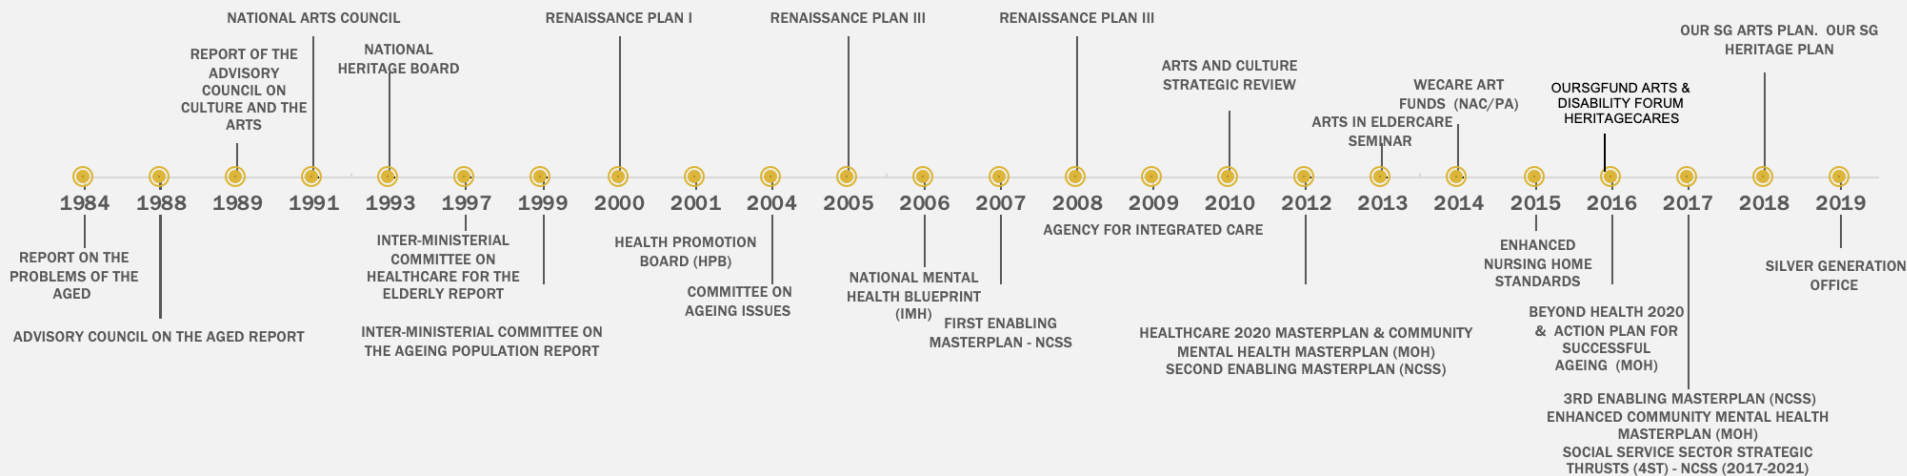 NATIONAL ARTS COUNCIL
RENAISSANCE PLAN I
RENAISSANCE PLAN III
RENAISSANCE PLAN III
OUR SG ARTS PLAN. OUR SG
HERITAGE PLAN
REPORT OF THE
ADVISORY
COUNCIL ON
CULTURE AND THE
ARTS
NATIONAL
HERITAGE BOARD
ARTS AND CULTURE
STRATEGIC REVIEW
ARTS IN ELDERCARE
SEMINAR
WECARE ART
FUNDS (NAC/PA)
OURSGFUND ARTS &
DISABILITY FORUM
HERITAGECARES
1984
1988
1989
1991
1993
1997
1999
2000
2001
2004
2005
2006
2007
2008
2009
2010
2012
2013
2014
2015
2016
2017
2018
2019
REPORT ON THE
PROBLEMS OF THE
AGED
ADVISORY COUNCIL ON THE AGED REPORT
INTER-MINISTERIAL
COMMITTEE ON
HEALTHCARE FOR THE
ELDERLY REPORT
INTER-MINISTERIAL COMMITTEE ON
THE AGEING POPULATION REPORT
HEALTH PROMOTION
BOARD (HPB)
COMMITTEE ON
AGEING ISSUES
NATIONAL MENTAL
HEALTH BLUEPRINT
(IMH)
FIRST ENABLING
MASTERPLAN - NCSS
AGENCY FOR INTEGRATED CARE
HEALTHCARE 2020 MASTERPLAN & COMMUNITY
MENTAL HEALTH MASTERPLAN (MOH)
SECOND ENABLING MASTERPLAN (NCSS)
ENHANCED
NURSING HOME
STANDARDS
BEYOND HEALTH 2020
& ACTION PLAN FOR
SUCCESSFUL
AGEING (MOH)
3RD ENABLING MASTERPLAN (NCSS)
ENHANCED COMMUNITY MENTAL HEALTH
MASTERPLAN (MOH)
SOCIAL SERVICE SECTOR STRATEGIC
THRUSTS (4ST) - NCSS (2017-2021)
SILVER GENERATION
OFFICE